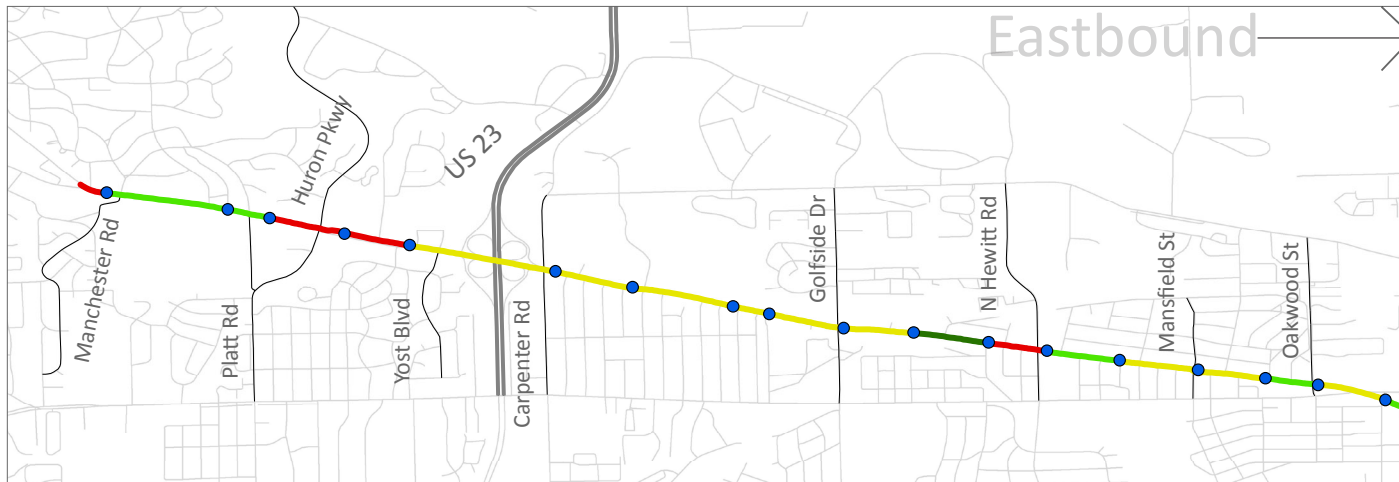 Eastbound
Huron Pkwy
US 23
Manchester Rd
Platt Rd
Yost Blvd
Carpenter Rd
Golfside Dr
N Hewitt Rd
Mansfield St
Oakwood St